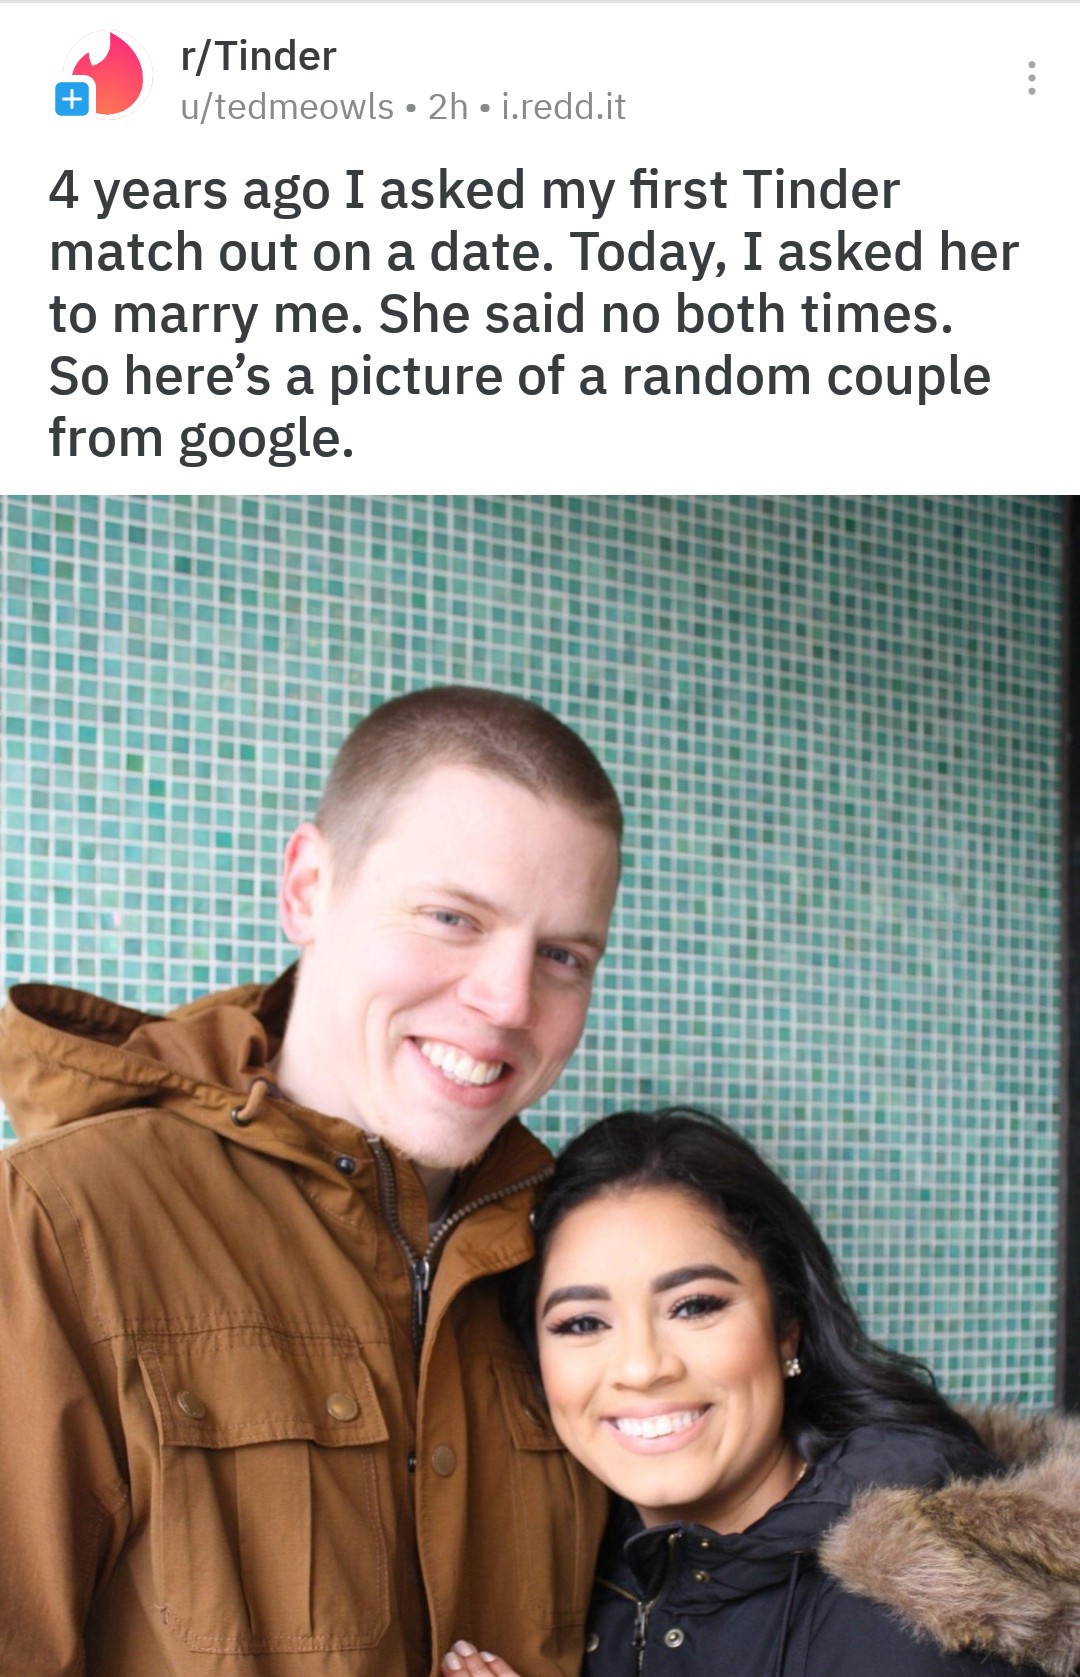 r/Tinder
u/tedmeowls • 2h • i.redd.it
4 years ago I asked my first Tinder
match out on a date. Today, I asked her
to marry me. She said no both times.
So here’s a picture of a random couple
from google.